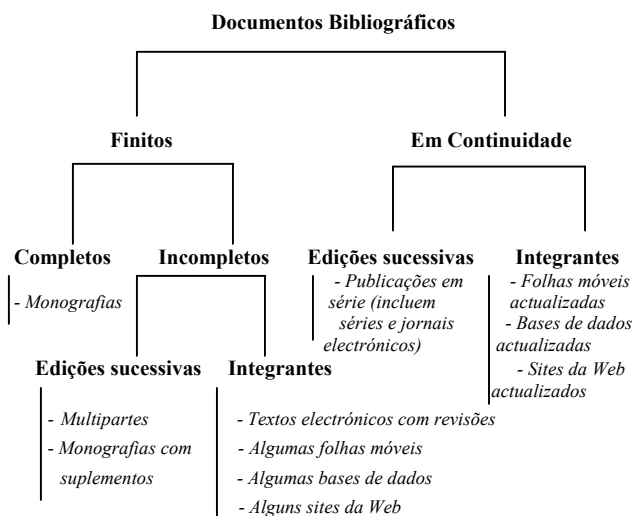 Documentos Bibliográficos
Finitos
Em Continuidade
Completos
- Monografias
Incompletos
Edições sucessivas
- Publicações em
série (incluem
séries e jornais
electrónicos)
Integrantes
- Folhas móveis
actualizadas
- Bases de dados
actualizadas
- Sites da Web
actualizados
Edições sucessivas
- Multipartes
- Monografias com
suplementos
Integrantes
- Textos electrónicos com revisões
- Algumas folhas móveis
- Algumas bases de dados
- Alguns sites da Web